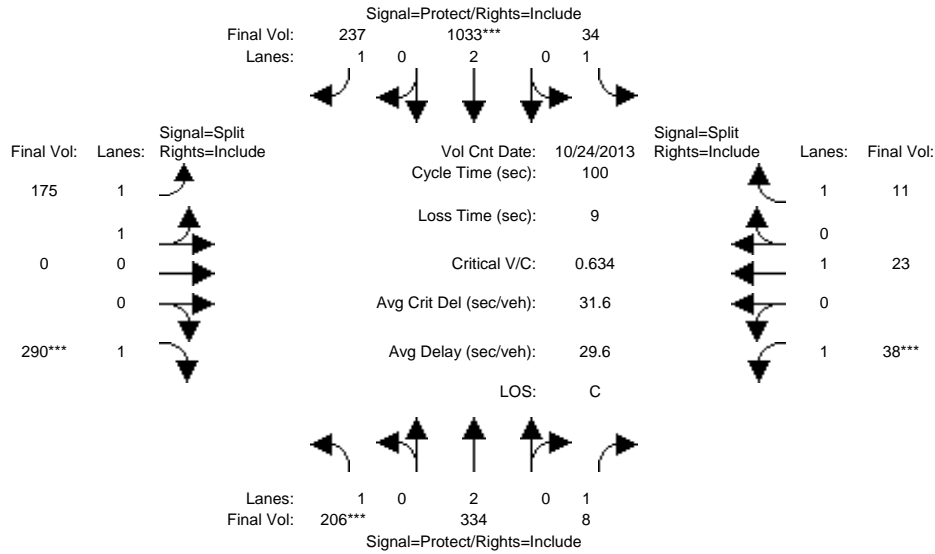 Signal=Protect/Rights=Include
Final Vol: 237 1033*** 34
Lanes: 1 0 2 0 1
Signal=Split Signal=Split
Final Vol: Lanes: Rights=Include Vol Cnt Date: 10/24/2013 Rights=Include Lanes: Final Vol:
Cycle Time (sec): 100
175 1 1 11
Loss Time (sec): 9
1 0
0 0 Critical V/C: 0.634 1 23
0 Avg Crit Del (sec/veh): 31.6 0
290*** 1 Avg Delay (sec/veh): 29.6 1 38***
LOS: C
Lanes: 1 0 2 0 1
Final Vol: 206*** 334 8
Signal=Protect/Rights=Include